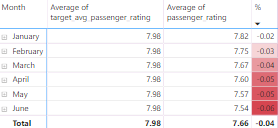 Month Average of target_avg_passenger_rating Average of passenger_rating %
January 7.98 7.82 -0.02
February 7.98 7.75 -0.03
March 7.98 7.67 -0.04
April 7.98 7.60 -0.05
May 7.98 7.57 -0.05
June 7.98 7.54 -0.06
Total 7.98 7.66 -0.04